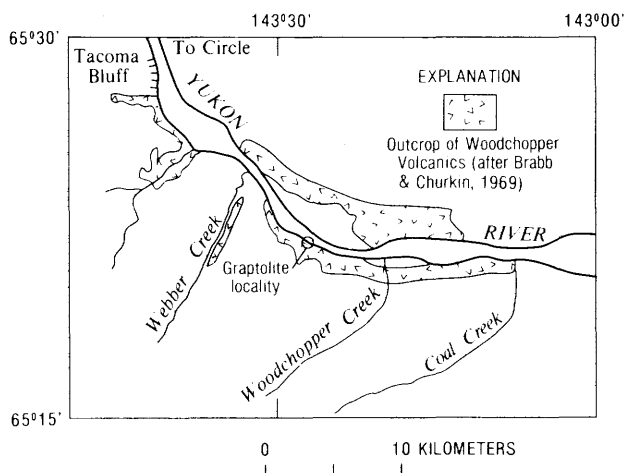 143°30'
143°00'
65°30'
Tacoma
Bluff
To Circle
YUKON
EXPLANATION
Outcrop of Woodchopper
Volcanics (after Brabb
& Churkin, 1969)
RIVER
Graptolite
locality
Webber Creek
Woodchopper Creek
Coal Creek
65°15'
0 10 KILOMETERS